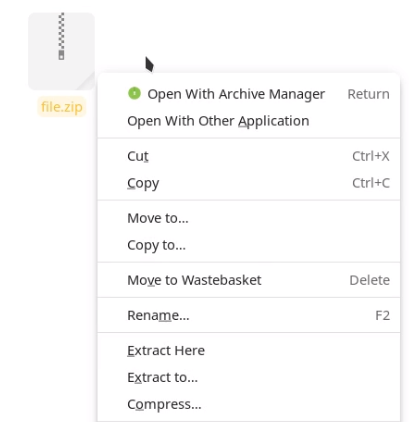 file.zip
Open With Archive Manager Return
Open With Other Application
Cut Ctrl+X
Copy Ctrl+C
Move to...
Copy to...
Move to Wastebasket Delete
Rename... F2
Extract Here
Extract to...
Compress...